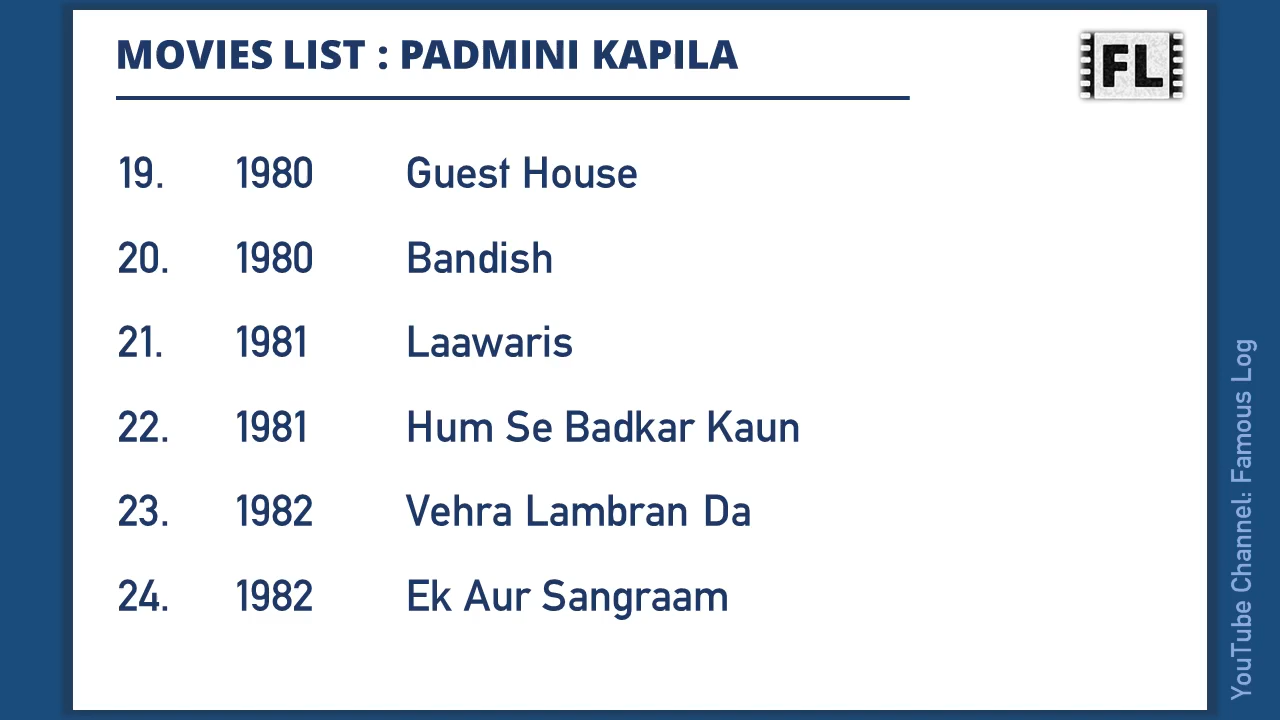 MOVIES LIST : PADMINI KAPILA
FL
19. 1980 Guest House
20. 1980 Bandish
21. 1981 Laawaris
22. 1981 Hum Se Badkar Kaun
23. 1982 Vehra Lambran Da
24. 1982 Ek Aur Sangraam
YouTube Channel: Famous Log